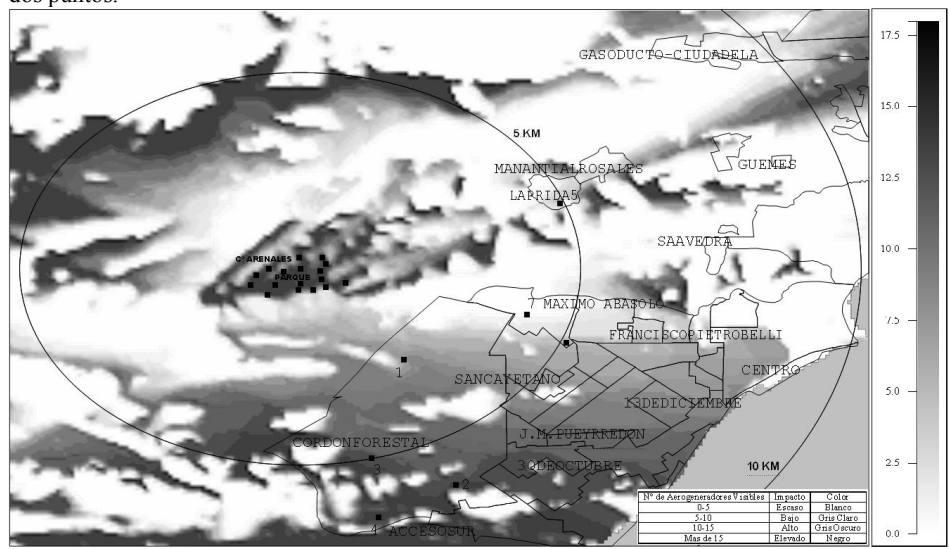 dos puntos.
17.5
GASODUCTO-CIUDADELA
15.0
5 KM
MANANTIALROSALES
GUEMES
12.5
LAPRIDA5
SAAVEDRA
Cº ARENALES
10.0
PARQUE
7 MAXIMO ABASOLO
7.5
FRANCISCOPIETROBELLI
1
SANCAYETANO
CENTRO
5.0
13DEDICIEMBRE
J.M.PUEYRREDON
CORDONFORESTAL
3
30DEOCTUBRE
10 KM
2.5
2
Nº de Aerogeneradores Visibles Impacto Color
0-5 Escaso Blanco
5-10 Bajo Gris Claro
10-15 Alto Gris Oscuro
Mas de 15 Elevado Negro
4 ACCESOSUR
0.0